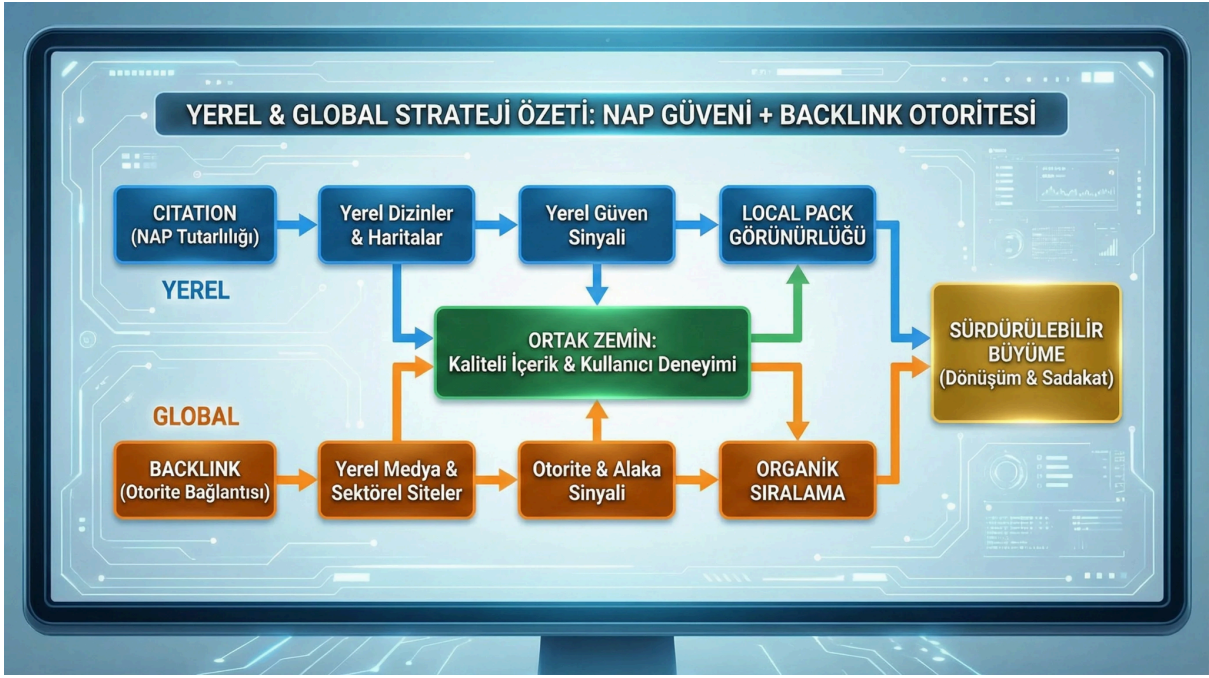 YEREL & GLOBAL STRATEJİ ÖZETİ: NAP GÜVENİ + BACKLINK OTORİTESİ
CITATION
(NAP Tutarlılığı)
Yerel Dizinler
& Haritalar
Yerel Güven
Sinyali
LOCAL PACK
GÖRÜNÜRLÜĞÜ
YEREL
ORTAK ZEMİN:
Kaliteli İçerik & Kullanıcı Deneyimi
SÜRDÜRÜLEBİLİR
BÜYÜME
(Dönüşüm & Sadakat)
GLOBAL
BACKLINK
(Otorite Bağlantısı)
Yerel Medya &
Sektörel Siteler
Otorite & Alaka
Sinyali
ORGANİK
SIRALAMA